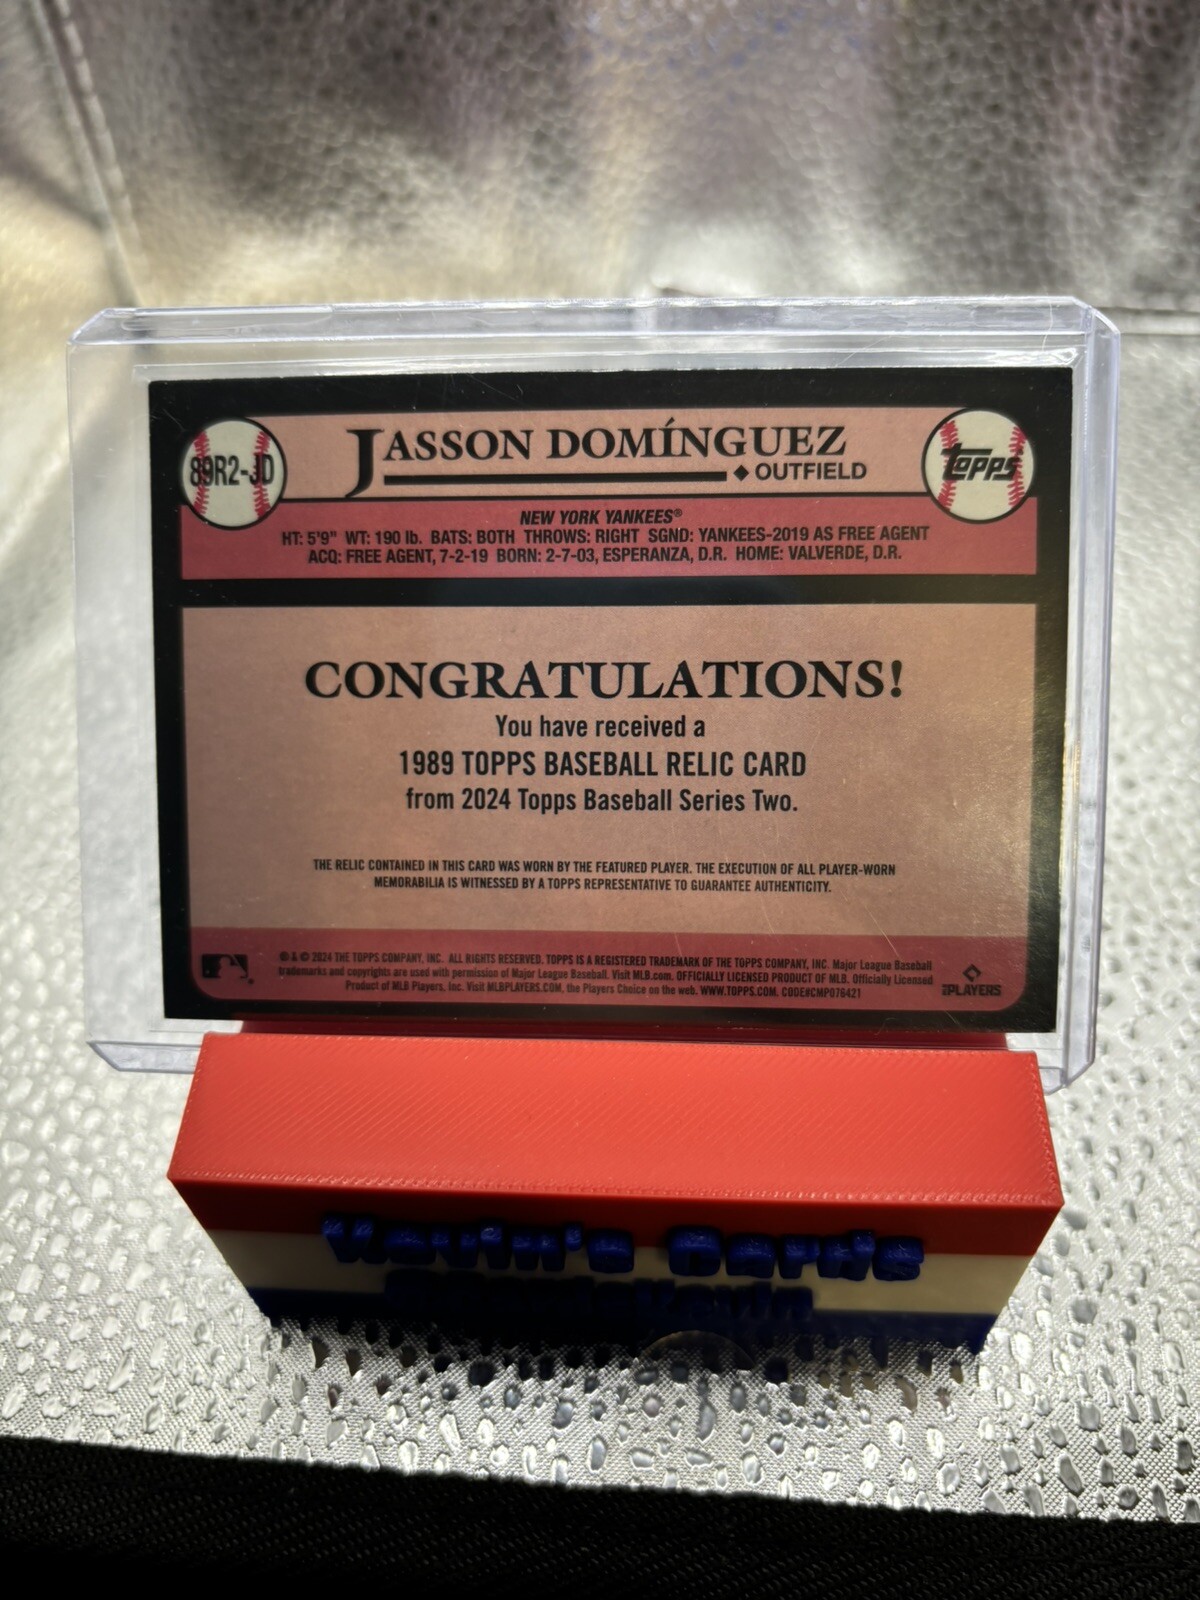 89R2-JD
JASSON DOMÍNGUEZ
◆ OUTFIELD
topps
NEW YORK YANKEES®
HT: 5'9" WT: 190 lb. BATS: BOTH THROWS: RIGHT SGND: YANKEES-2019 AS FREE AGENT
ACQ: FREE AGENT, 7-2-19 BORN: 2-7-03, ESPERANZA, D.R. HOME: VALVERDE, D.R.
CONGRATULATIONS!
You have received a
1989 TOPPS BASEBALL RELIC CARD
from 2024 Topps Baseball Series Two.
THE RELIC CONTAINED IN THIS CARD WAS WORN BY THE FEATURED PLAYER. THE EXECUTION OF ALL PLAYER-WORN
MEMORABILIA IS WITNESSED BY A TOPPS REPRESENTATIVE TO GUARANTEE AUTHENTICITY.
® & © 2024 THE TOPPS COMPANY, INC. ALL RIGHTS RESERVED. TOPPS IS A REGISTERED TRADEMARK OF THE TOPPS COMPANY, INC. Major League Baseball
trademarks and copyrights are used with permission of Major League Baseball. Visit MLB.com. OFFICIALLY LICENSED PRODUCT OF MLB. Officially Licensed
Product of MLB Players, Inc. Visit MLBPLAYERS.COM, the Players Choice on the web. WWW.TOPPS.COM. CODE#CMP076421
PLAYERS